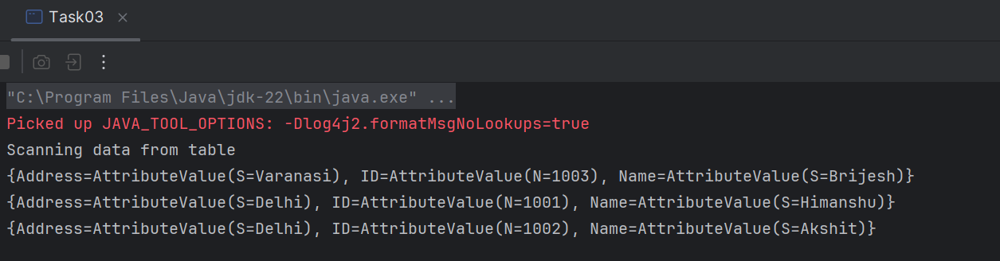 Task03
"C:\Program Files\Java\jdk-22\bin\java.exe" ...
Picked up JAVA_TOOL_OPTIONS: -Dlog4j2.formatMsgNoLookups=true
Scanning data from table
{Address=AttributeValue(S=Varanasi), ID=AttributeValue(N=1003), Name=AttributeValue(S=Brijesh)}
{Address=AttributeValue(S=Delhi), ID=AttributeValue(N=1001), Name=AttributeValue(S=Himanshu)}
{Address=AttributeValue(S=Delhi), ID=AttributeValue(N=1002), Name=AttributeValue(S=Akshit)}